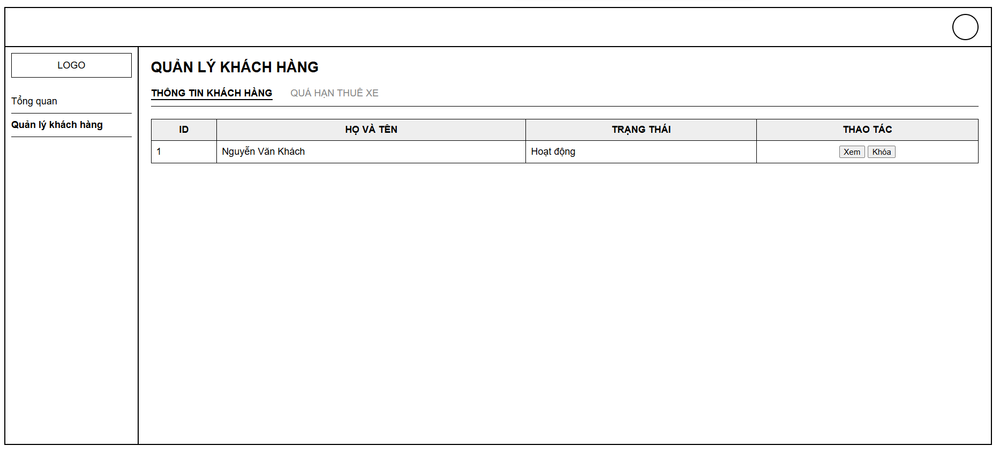 LOGO
Tổng quan
Quản lý khách hàng
QUẢN LÝ KHÁCH HÀNG
THÔNG TIN KHÁCH HÀNG QUÁ HẠN THUÊ XE
ID HỌ VÀ TÊN TRẠNG THÁI THAO TÁC
1 Nguyễn Văn Khách Hoạt động Xem Khóa